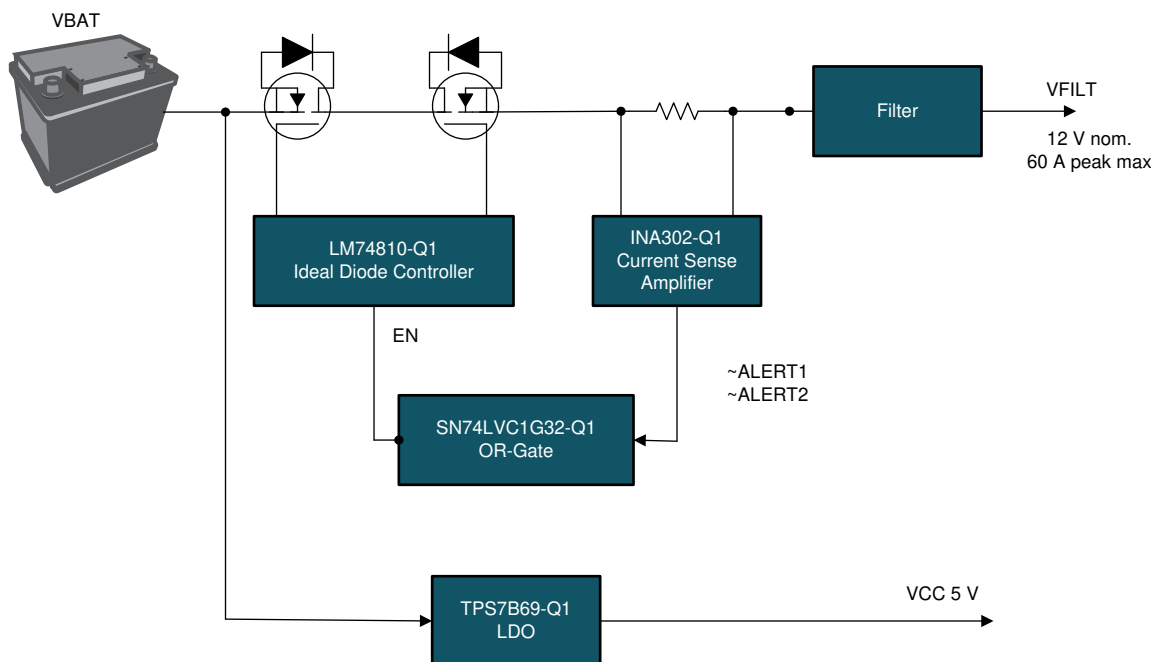 VBAT
VFILT
12 V nom.
60 A peak max
Filter
LM74810-Q1
Ideal Diode Controller
INA302-Q1
Current Sense
Amplifier
EN
~ALERT1
~ALERT2
SN74LVC1G32-Q1
OR-Gate
TPS7B69-Q1
LDO
VCC 5 V